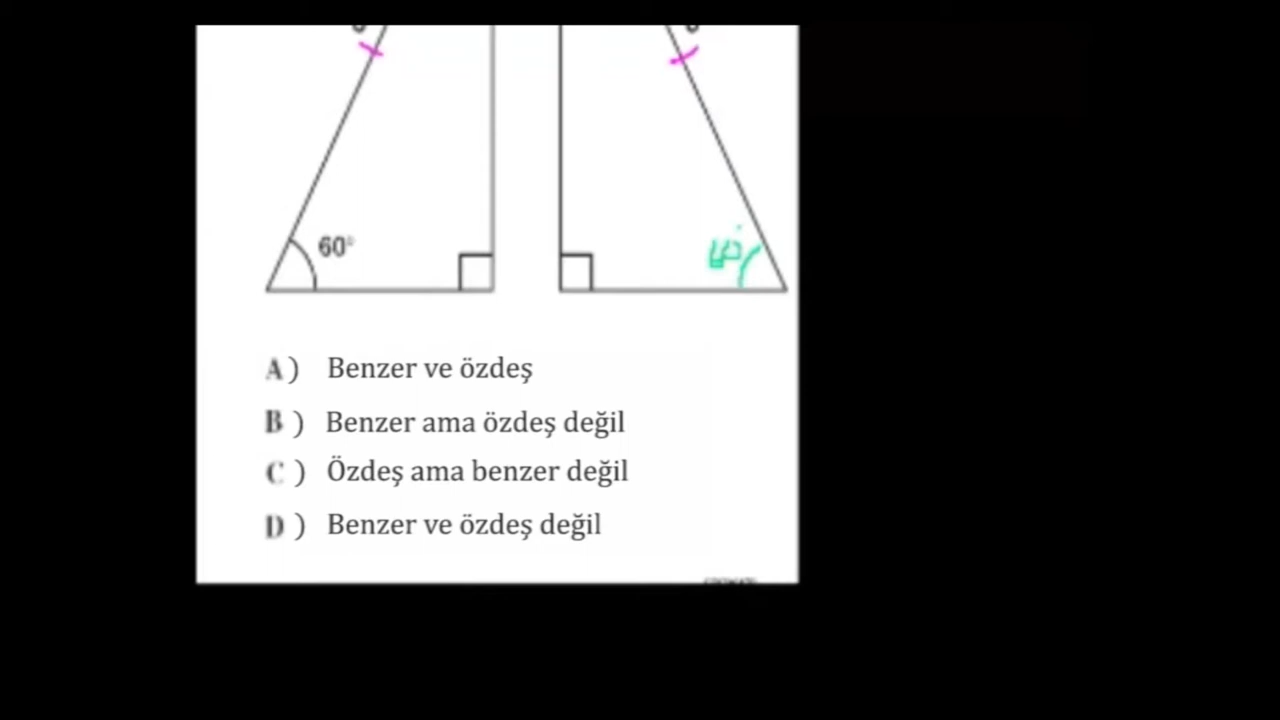 60°
A) Benzer ve özdeş
B) Benzer ama özdeş değil
C) Özdeş ama benzer değil
D) Benzer ve özdeş değil